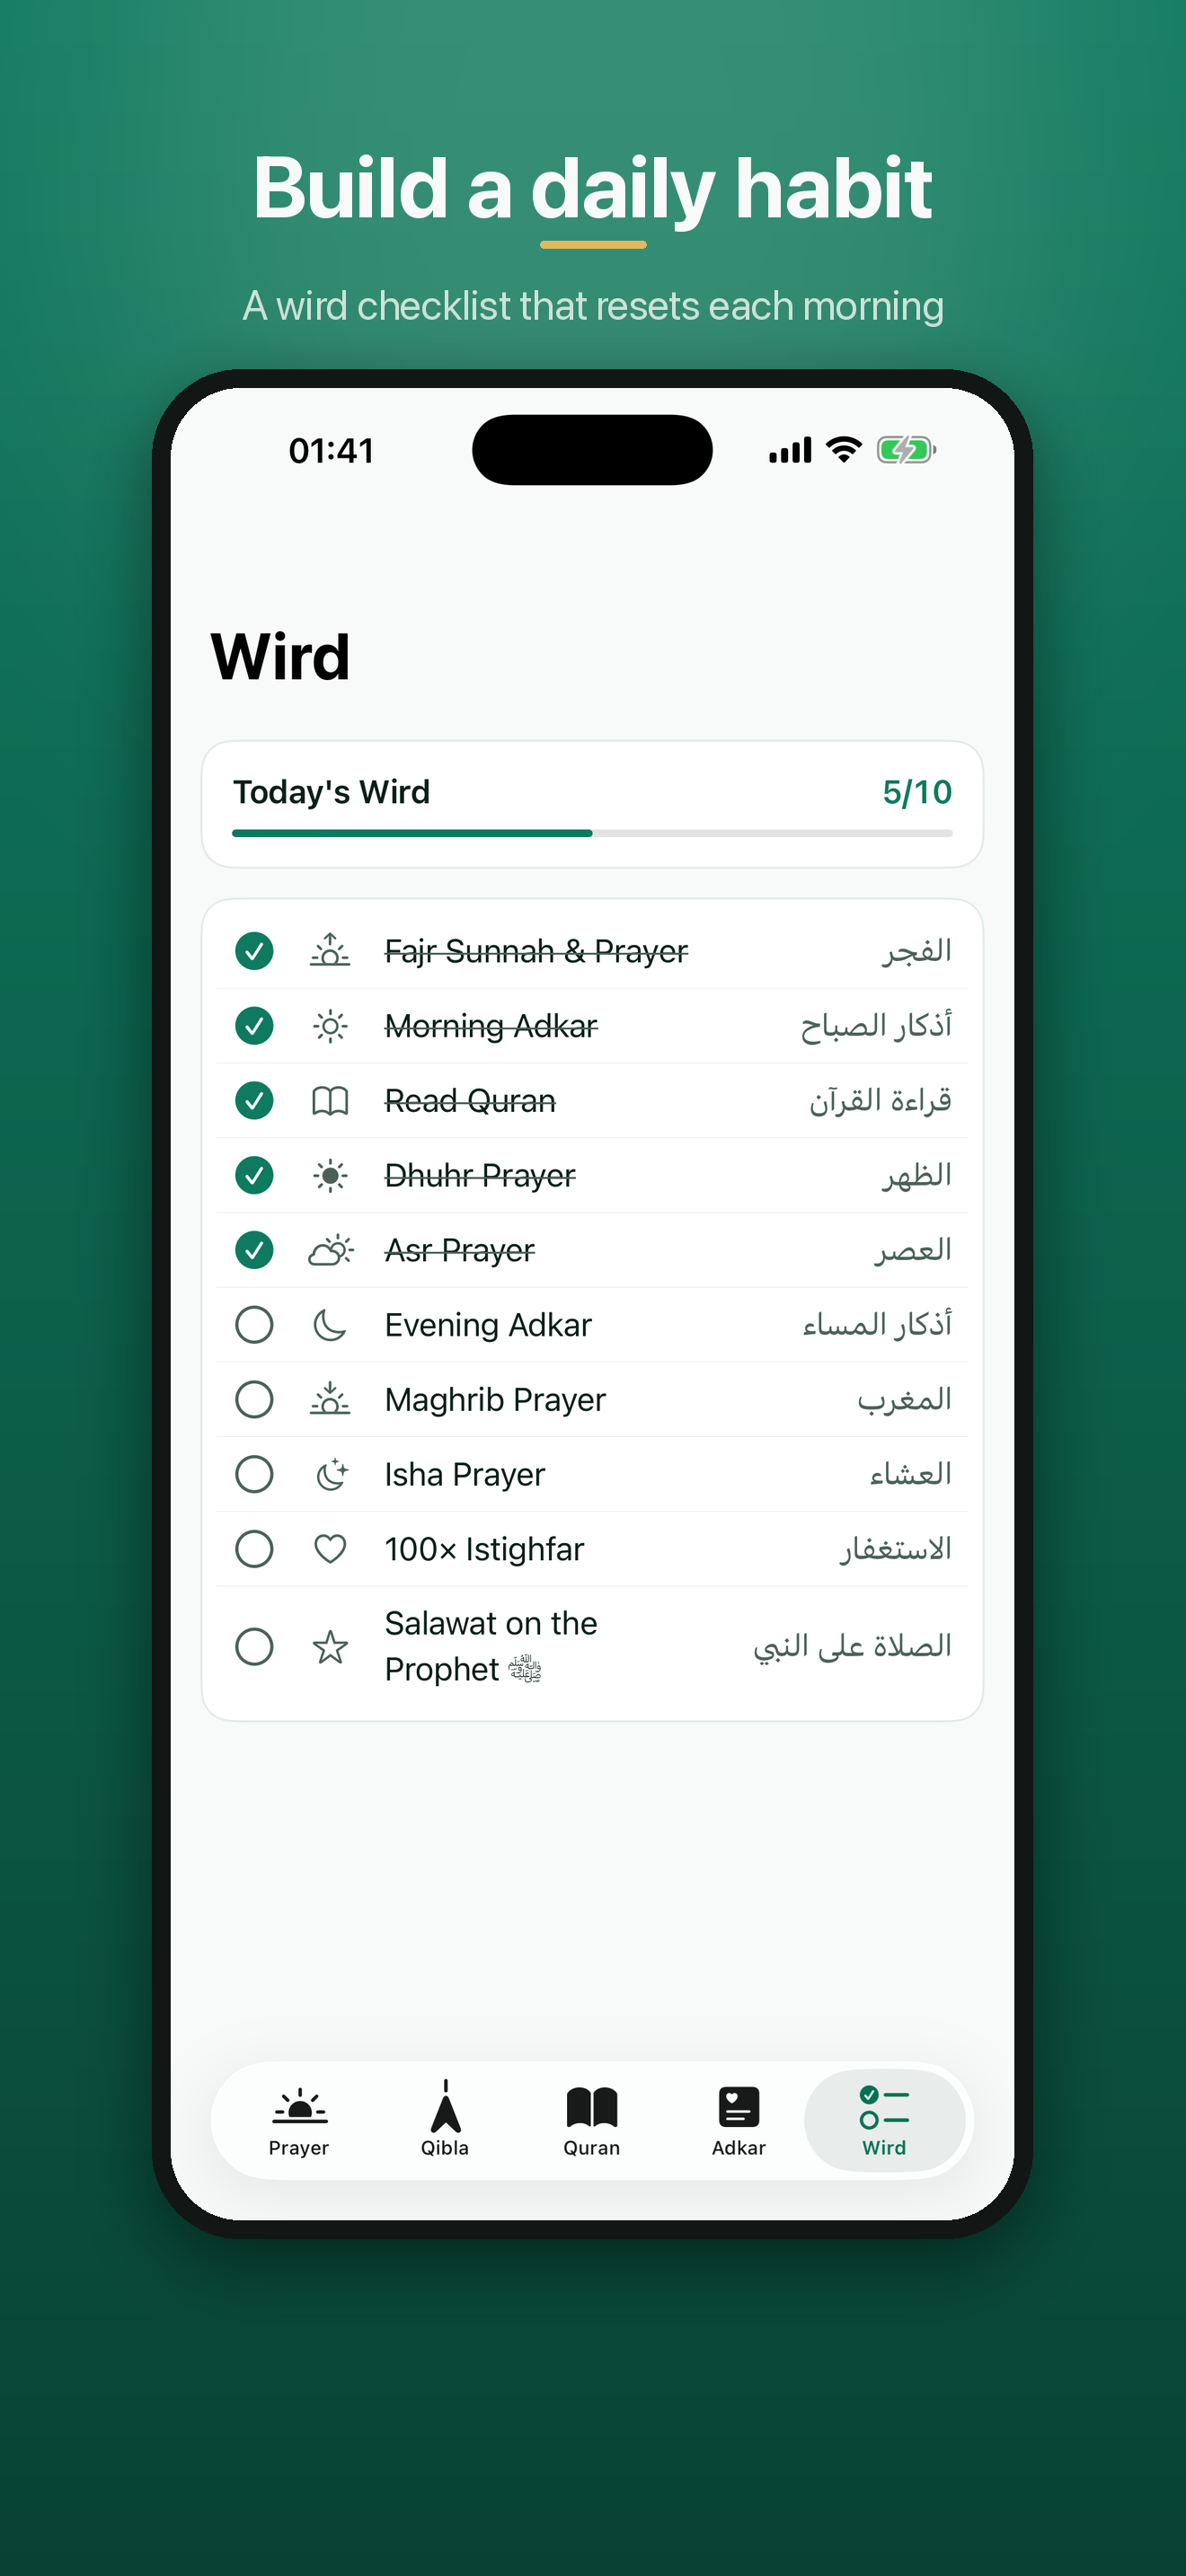 Build a daily habit
A wird checklist that resets each morning
01:41
Wird
Today's Wird 5/10
Fajr Sunnah & Prayer الفجر
Morning Adkar أذكار الصباح
Read Quran قراءة القرآن
Dhuhr Prayer الظهر
Asr Prayer العصر
Evening Adkar أذكار المساء
Maghrib Prayer المغرب
Isha Prayer العشاء
100× Istighfar الاستغفار
Salawat on the
Prophet ﷺ الصلاة على النبي
Prayer Qibla Quran Adkar Wird